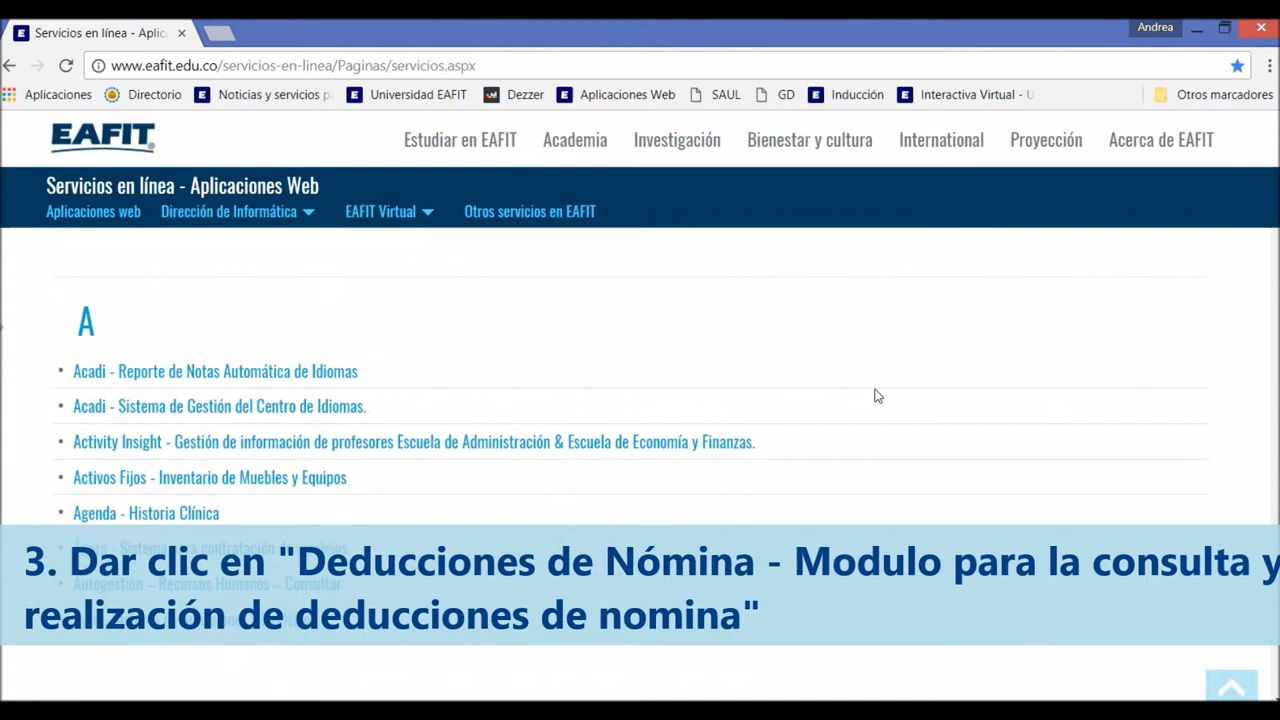 Servicios en línea - Aplic
Andrea
www.eafit.edu.co/servicios-en-linea/Paginas/servicios.aspx
Aplicaciones Directorio Noticias y servicios p Universidad EAFIT Dezzer Aplicaciones Web SAUL GD Inducción Interactiva Virtual - U Otros marcadores
EAFIT Estudiar en EAFIT Academia Investigación Bienestar y cultura International Proyección Acerca de EAFIT
Servicios en línea - Aplicaciones Web
Aplicaciones web Dirección de Informática EAFIT Virtual Otros servicios en EAFIT
A
Acadi - Reporte de Notas Automática de Idiomas
Acadi - Sistema de Gestión del Centro de Idiomas.
Activity Insight - Gestión de información de profesores Escuela de Administración & Escuela de Economía y Finanzas.
Activos Fijos - Inventario de Muebles y Equipos
Agenda - Historia Clínica
3. Dar clic en "Deducciones de Nómina - Modulo para la consulta y
Autogestión – Recursos Humanos – Consultar
realización de deducciones de nomina"